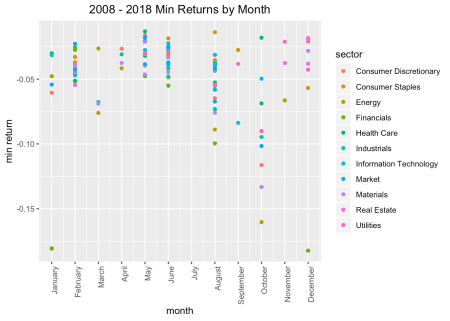 2008 - 2018 Min Returns by Month
min return
-0.05
-0.10
-0.15
January
February
March
April
May
June
July
August
September
October
November
December
month
sector
Consumer Discretionary
Consumer Staples
Energy
Financials
Health Care
Industrials
Information Technology
Market
Materials
Real Estate
Utilities